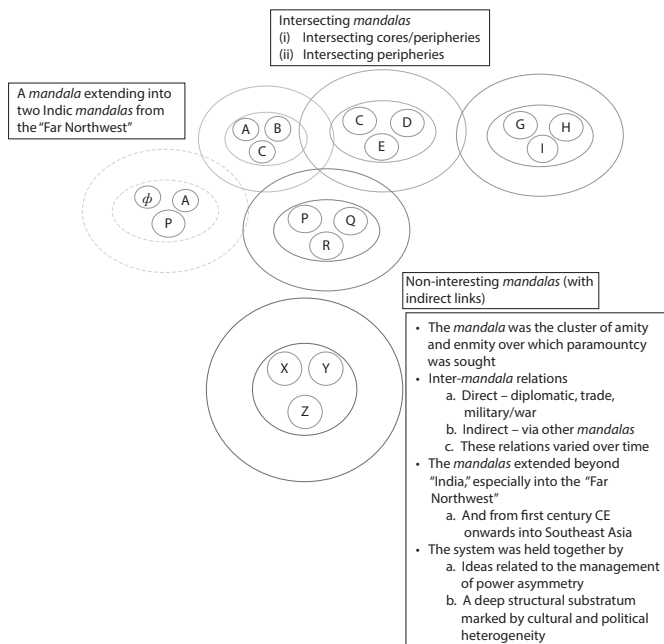 Intersecting mandalas
(i) Intersecting cores/peripheries
(ii) Intersecting peripheries
A mandala extending into
two Indic mandalas from
the “Far Northwest”
A
B
C
C
D
E
G
H
I
ϕ
A
P
P
Q
R
X
Y
Z
Non-interesting mandalas (with
indirect links)
• The mandala was the cluster of amity
and enmity over which paramountcy
was sought
• Inter-mandala relations
a. Direct – diplomatic, trade,
military/war
b. Indirect – via other mandalas
c. These relations varied over time
• The mandalas extended beyond
“India,” especially into the “Far
Northwest”
a. And from first century CE
onwards into Southeast Asia
• The system was held together by
a. Ideas related to the management
of power asymmetry
b. A deep structural substratum
marked by cultural and political
heterogeneity